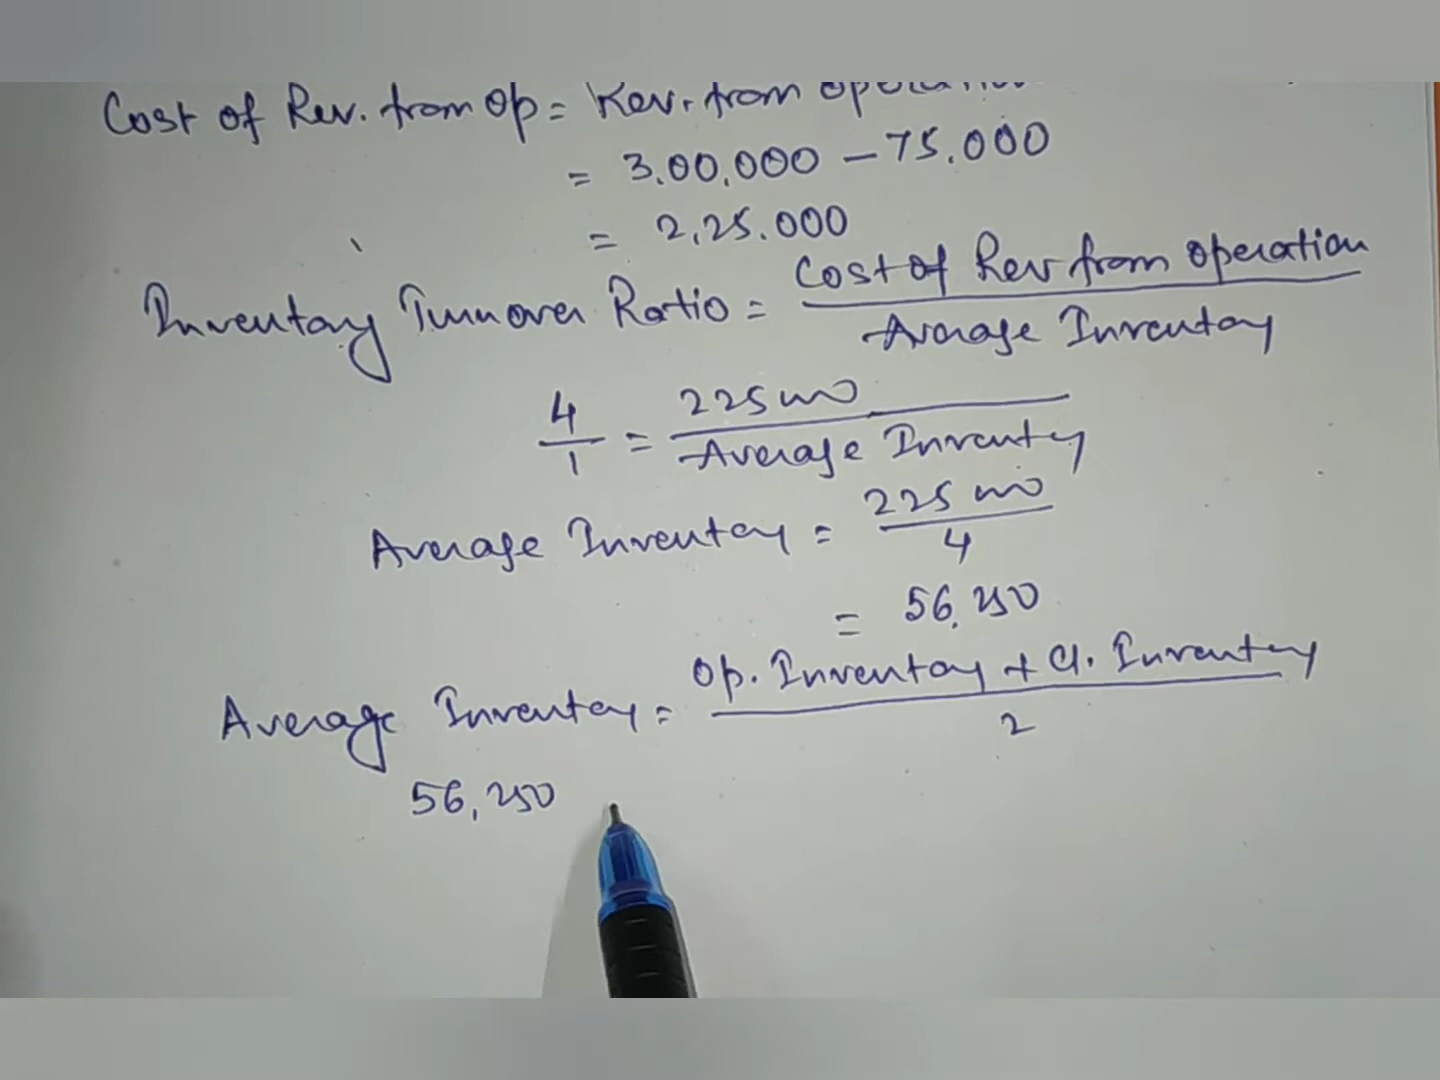 Cost of Rev. from Op = Rev. from operation
= 3,00,000 - 75,000
= 2,25,000
Inventory Turnover Ratio = Cost of Rev from operation
Average Inventory
4/1 = 225000
Average Inventory
Average Inventory = 225000
4
= 56,250
Average Inventory = Op. Inventory + Cl. Inventory
2
56,250